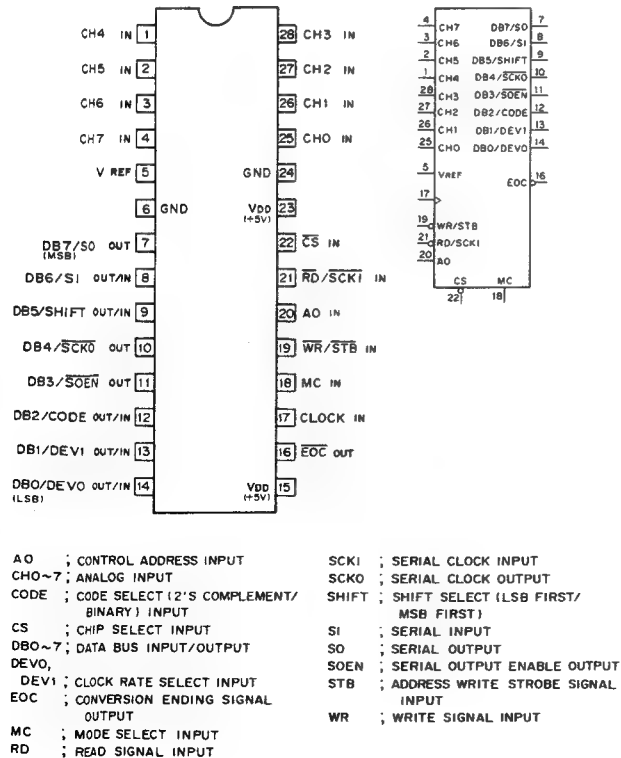 CH4 IN 1
28 CH3 IN
CH5 IN 2
27 CH2 IN
CH6 IN 3
26 CH1 IN
CH7 IN 4
25 CH0 IN
V REF 5
GND 24
6 GND
VDD 23
(+5V)
DB7/SO OUT 7
(MSB)
22 CS IN
DB6/SI OUT/IN 8
21 RD/SCKI IN
DB5/SHIFT OUT/IN 9
20 AO IN
DB4/SCKO OUT 10
19 WR/STB IN
DB3/SOEN OUT 11
18 MC IN
DB2/CODE OUT/IN 12
17 CLOCK IN
DB1/DEV1 OUT/IN 13
16 EOC OUT
DB0/DEV0 OUT/IN 14
(LSB)
VDD 15
(+5V)
4 CH7 DB7/SO 7
3 CH6 DB6/SI 8
2 CH5 DB5/SHIFT 9
1 CH4 DB4/SCKO 10
28 CH3 DB3/SOEN 11
27 CH2 DB2/CODE 12
26 CH1 DB1/DEV1 13
25 CH0 DB0/DEV0 14
5 VREF
EOC 16
17
19 WR/STB
21 RD/SCKI
20 AO
CS MC
22 18
AO ; CONTROL ADDRESS INPUT
CH0~7 ; ANALOG INPUT
CODE ; CODE SELECT (2'S COMPLEMENT/
BINARY) INPUT
CS ; CHIP SELECT INPUT
DB0~7 ; DATA BUS INPUT/OUTPUT
DEV0,
DEV1 ; CLOCK RATE SELECT INPUT
EOC ; CONVERSION ENDING SIGNAL
OUTPUT
MC ; MODE SELECT INPUT
RD ; READ SIGNAL INPUT
SCKI ; SERIAL CLOCK INPUT
SCKO ; SERIAL CLOCK OUTPUT
SHIFT ; SHIFT SELECT (LSB FIRST/
MSB FIRST)
SI ; SERIAL INPUT
SO ; SERIAL OUTPUT
SOEN ; SERIAL OUTPUT ENABLE OUTPUT
STB ; ADDRESS WRITE STROBE SIGNAL
INPUT
WR ; WRITE SIGNAL INPUT